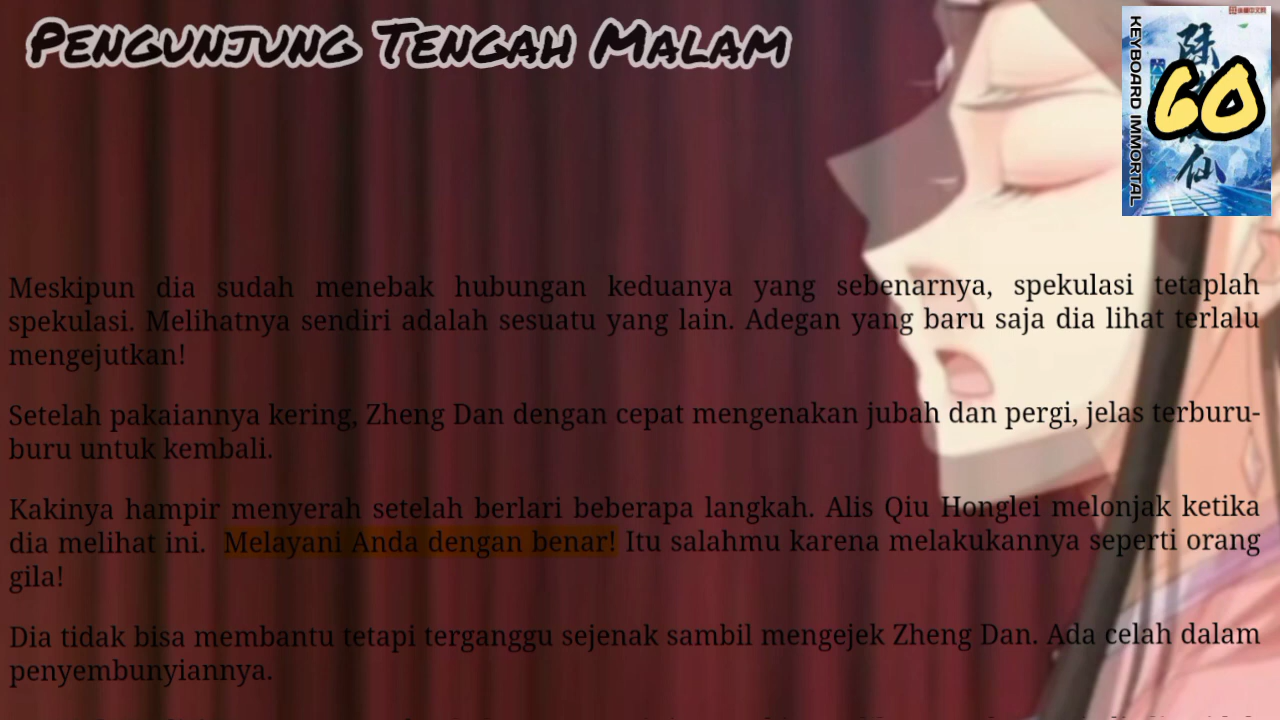 Pengunjung Tengah Malam
KEYBOARD IMMORTAL
60
Meskipun dia sudah menebak hubungan keduanya yang sebenarnya, spekulasi tetaplah
spekulasi. Melihatnya sendiri adalah sesuatu yang lain. Adegan yang baru saja dia lihat terlalu
mengejutkan!
Setelah pakaiannya kering, Zheng Dan dengan cepat mengenakan jubah dan pergi, jelas terburu-
buru untuk kembali.
Kakinya hampir menyerah setelah berlari beberapa langkah. Alis Qiu Honglei melonjak ketika
dia melihat ini. Melayani Anda dengan benar! Itu salahmu karena melakukannya seperti orang
gila!
Dia tidak bisa membantu tetapi terganggu sejenak sambil mengejek Zheng Dan. Ada celah dalam
penyembunyiannya.